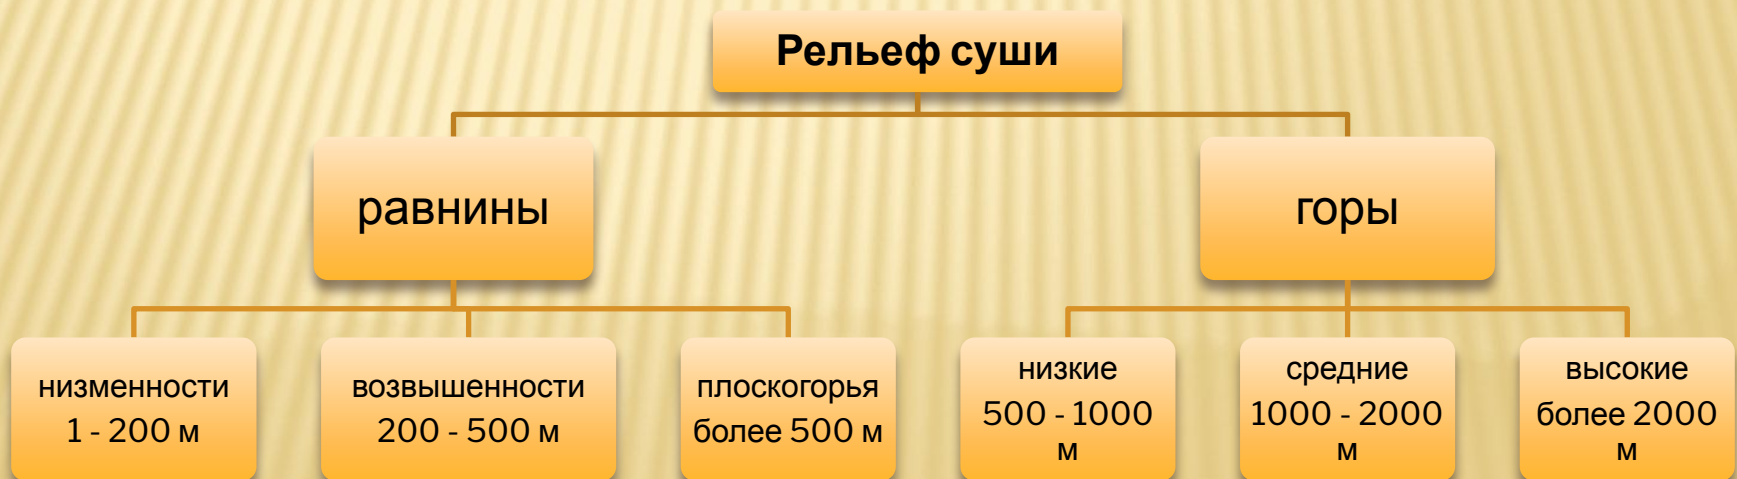 Рельеф суши
равнины
горы
низменности
1 - 200 м
возвышенности
200 - 500 м
плоскогорья
более 500 м
низкие
500 - 1000
м
средние
1000 - 2000
м
высокие
более 2000
м